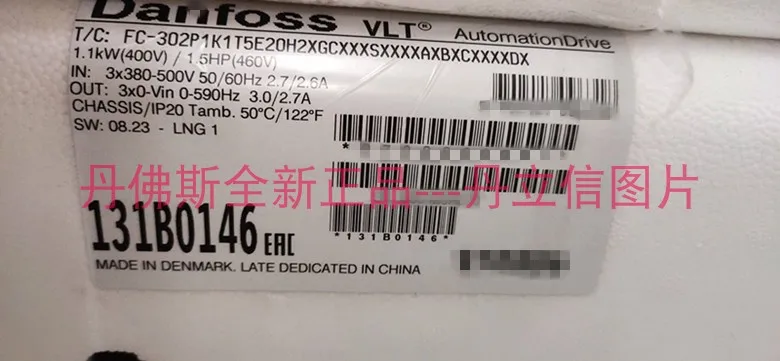 Danfoss VLT® AutomationDrive
T/C: FC-302P1K1T5E20H2XGCXXXSXXXXAXBXCXXXXDX
1.1kW(400V) / 1.5HP(460V)
IN: 3x380-500V 50/60Hz 2.7/2.6A
OUT: 3x0-Vin 0-590Hz 3.0/2.7A
CHASSIS/IP20 Tamb. 50°C/122°F
SW: 08.23 - LNG 1
丹佛斯全新正品---丹立信图片
131B0146 EAC
*131B0146*
MADE IN DENMARK. LATE DEDICATED IN CHINA